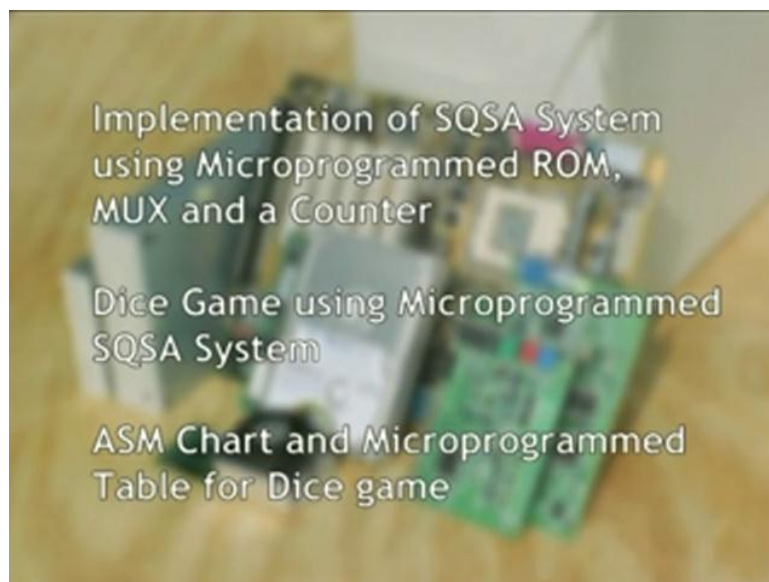 Implementation of SQSA System
using Microprogrammed ROM,
MUX and a Counter
Dice Game using Microprogrammed
SQSA System
ASM Chart and Microprogrammed
Table for Dice game